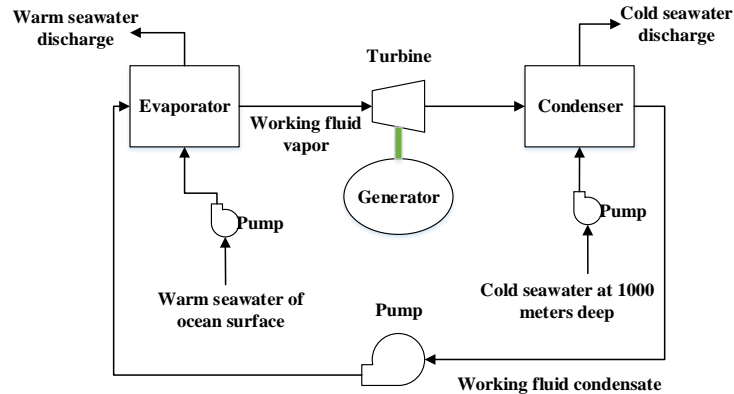 Warm seawater
discharge
Cold seawater
discharge
Turbine
Evaporator
Working fluid
vapor
Condenser
Generator
Pump
Pump
Warm seawater of
ocean surface
Cold seawater at 1000
meters deep
Pump
Working fluid condensate